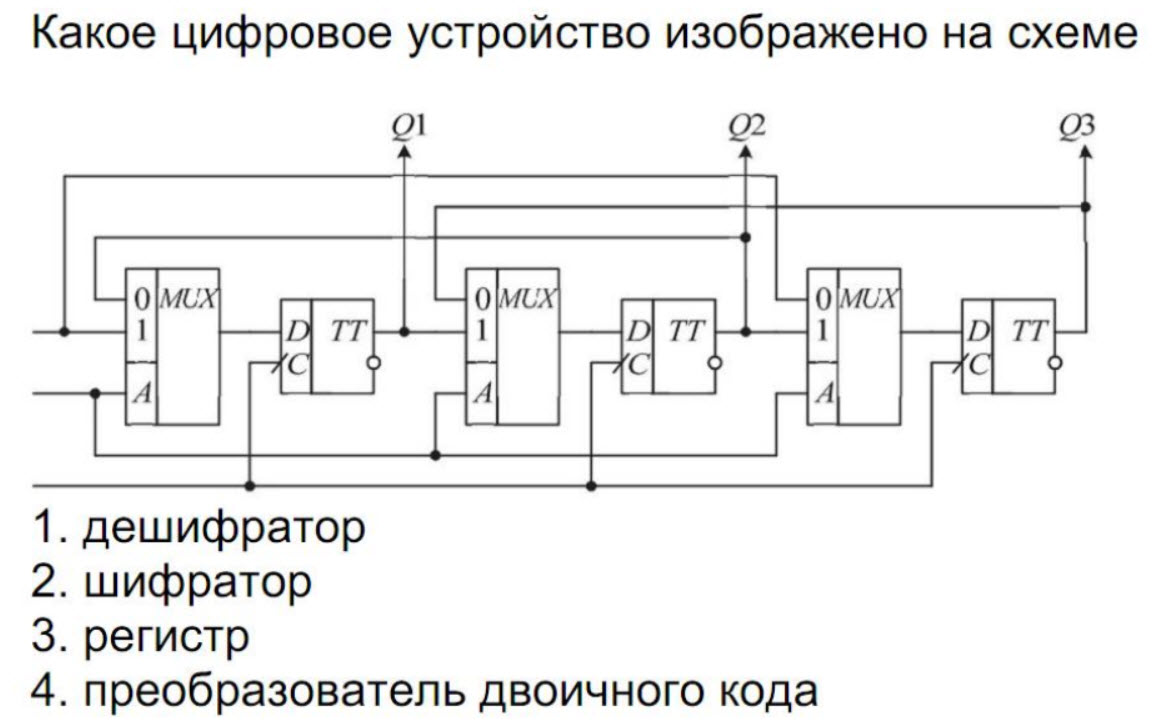 Какое цифровое устройство изображено на схеме
Q1 Q2 Q3
0 MUX 0 MUX 0 MUX
1 D TT 1 D TT 1 D TT
C C C
A A A
1. дешифратор
2. шифратор
3. регистр
4. преобразователь двоичного кода